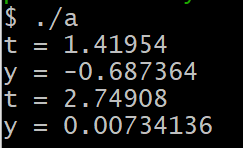 $ ./a
t = 1.41954
y = -0.687364
t = 2.74908
y = 0.00734136